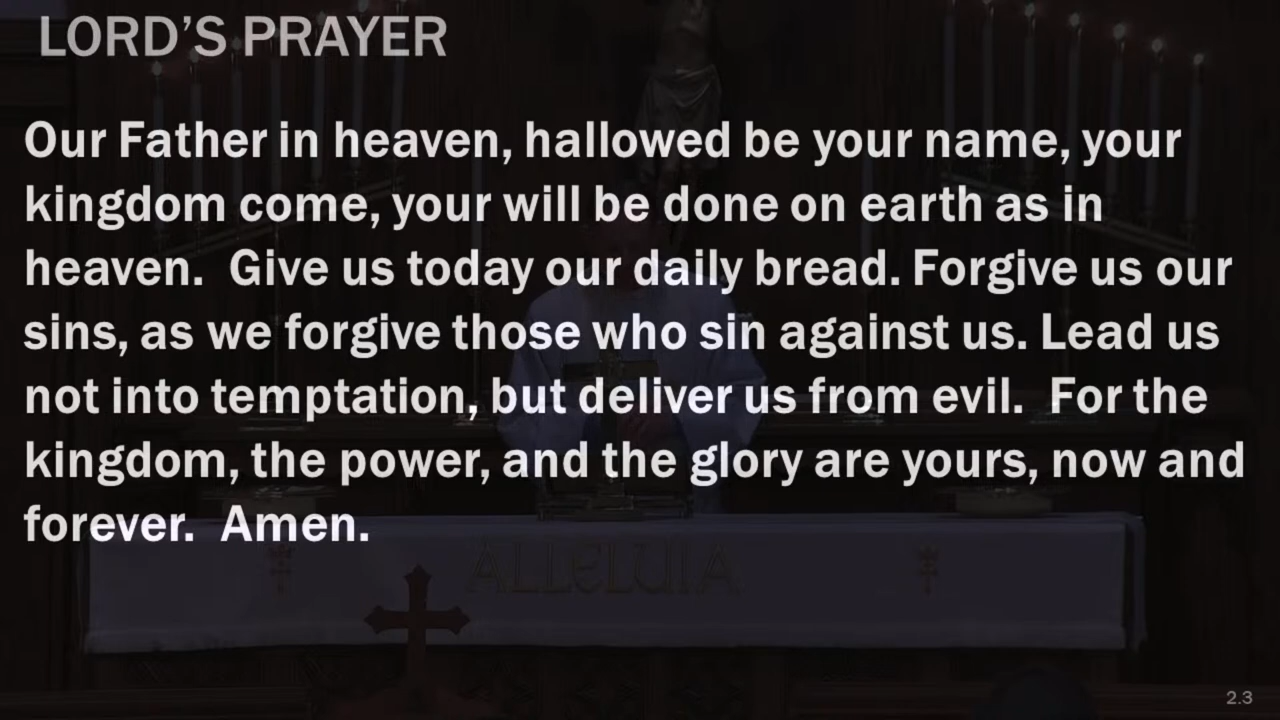 LORD’S PRAYER
Our Father in heaven, hallowed be your name, your
kingdom come, your will be done on earth as in
heaven.  Give us today our daily bread. Forgive us our
sins, as we forgive those who sin against us. Lead us
not into temptation, but deliver us from evil.  For the
kingdom, the power, and the glory are yours, now and
forever.  Amen.
ALLELUIA
2.3